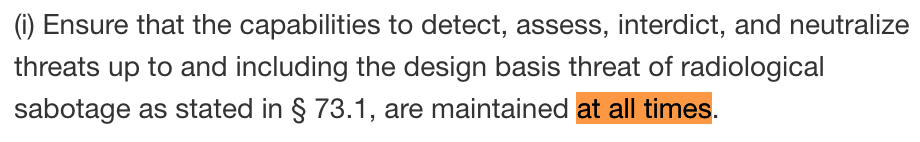 (i) Ensure that the capabilities to detect, assess, interdict, and neutralize
threats up to and including the design basis threat of radiological
sabotage as stated in § 73.1, are maintained at all times.